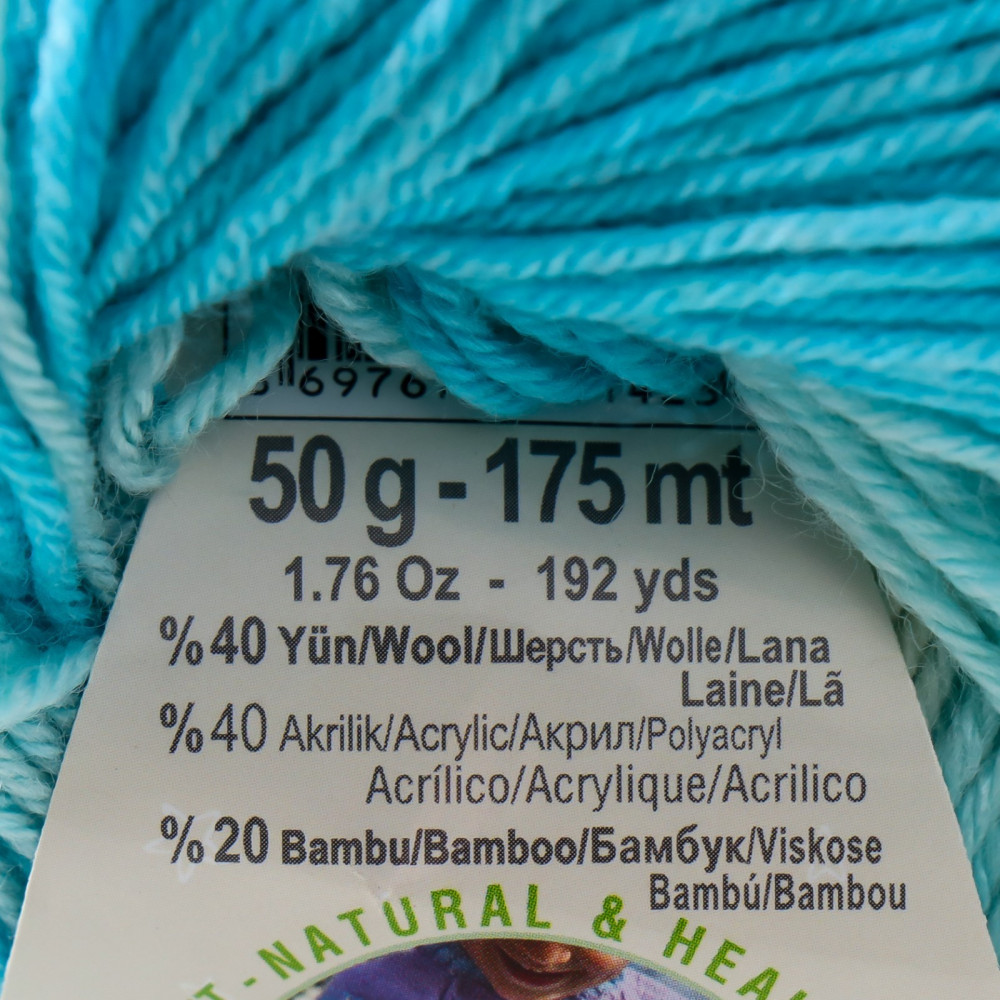 50 g - 175 mt
1.76 Oz - 192 yds
%40 Yün/Wool/Шерсть/Wolle/Lana
Laine/Lã
%40 Akrilik/Acrylic/Акрил/Polyacryl
Acrílico/Acrylique/Acrilico
%20 Bambu/Bamboo/Бамбук/Viskose
Bambú/Bambou
NATURAL &